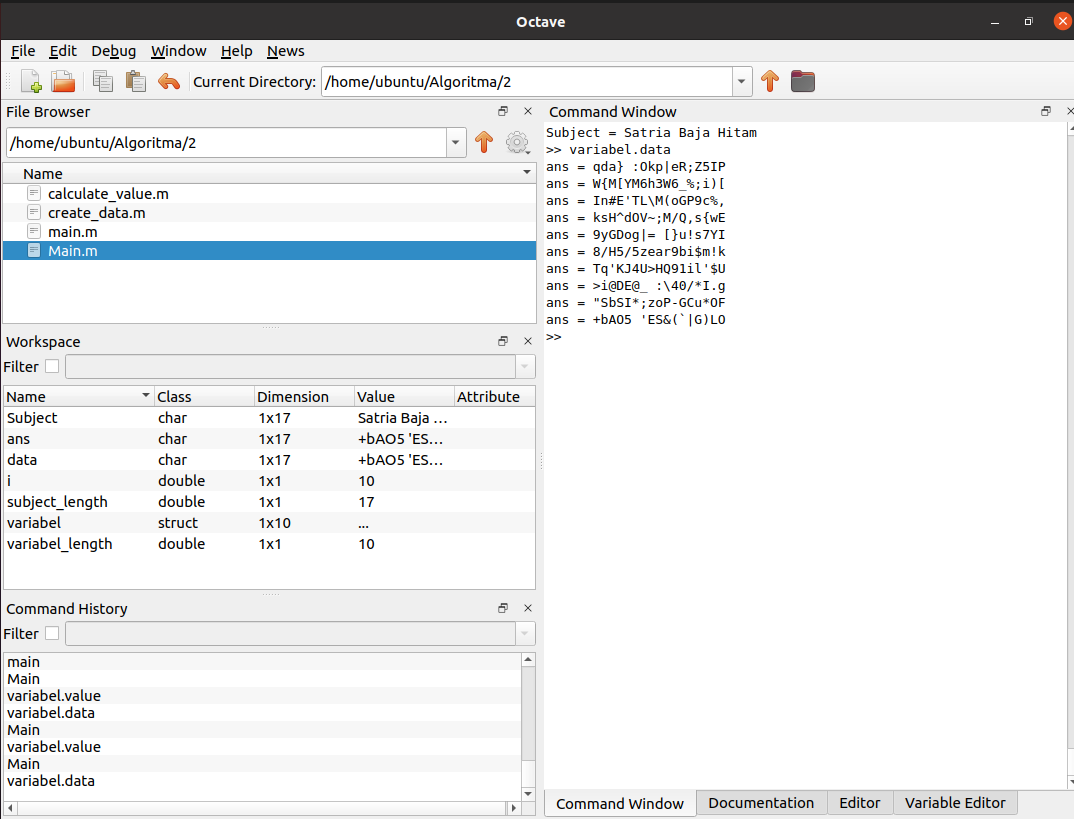 Octave
File Edit Debug Window Help News
Current Directory: /home/ubuntu/Algoritma/2
File Browser
/home/ubuntu/Algoritma/2
Name
calculate_value.m
create_data.m
main.m
Main.m
Workspace
Filter
Name Class Dimension Value Attribute
Subject char 1x17 Satria Baja ...
ans char 1x17 +bAO5 'ES...
data char 1x17 +bAO5 'ES...
i double 1x1 10
subject_length double 1x1 17
variabel struct 1x10 ...
variabel_length double 1x1 10
Command History
Filter
main
Main
variabel.value
variabel.data
Main
variabel.value
Main
variabel.data
Command Window
Subject = Satria Baja Hitam
>> variabel.data
ans = qda} :Okp|eR;Z5IP
ans = W{M[YM6h3W6_%;i)[
ans = In#E'TL\M(oGP9c%,
ans = ksH^dOV~;M/Q,s{wE
ans = 9yGDog|= [}u!s7YI
ans = 8/H5/5zear9bi$m!k
ans = Tq'KJ4U>HQ91il'$U
ans = >i@DE@_ :\40/*I.g
ans = "SbSI*;zoP-GCu*OF
ans = +bAO5 'ES&(`|G)LO
>>
Command Window Documentation Editor Variable Editor